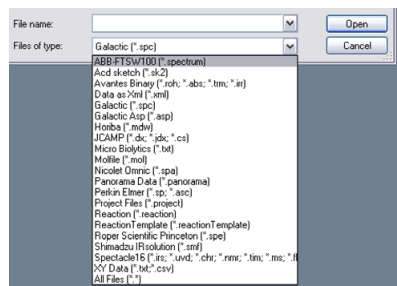 File name:
Open
Files of type:
Galactic (*.spc)
Cancel
ABB-FTSW100 (*.spectrum)
Acd sketch (*.sk2)
Avantes Binary (*.roh; *.abs; *.trm; *.irr)
Data as Xml (*.xml)
Galactic (*.spc)
Galactic Asp (*.asp)
Horiba (*.mdw)
JCAMP (*.dx; *.jdx; *.cs)
Micro Biolytics (*.txt)
Molfile (*.mol)
Nicolet Omnic (*.spa)
Panorama Data (*.panorama)
Perkin Elmer (*.sp; *.asc)
Project Files (*.project)
Reaction (*.reaction)
ReactionTemplate (*.reactionTemplate)
Roper Scientific Princeton (*.spe)
Shimadzu IRsolution (*.smf)
Spectacle16 (*.irs; *.uvd; *.chr; *.nmr; *.tim; *.ms; *.fl
XY Data (*.txt;*.csv)
All Files (*.*)